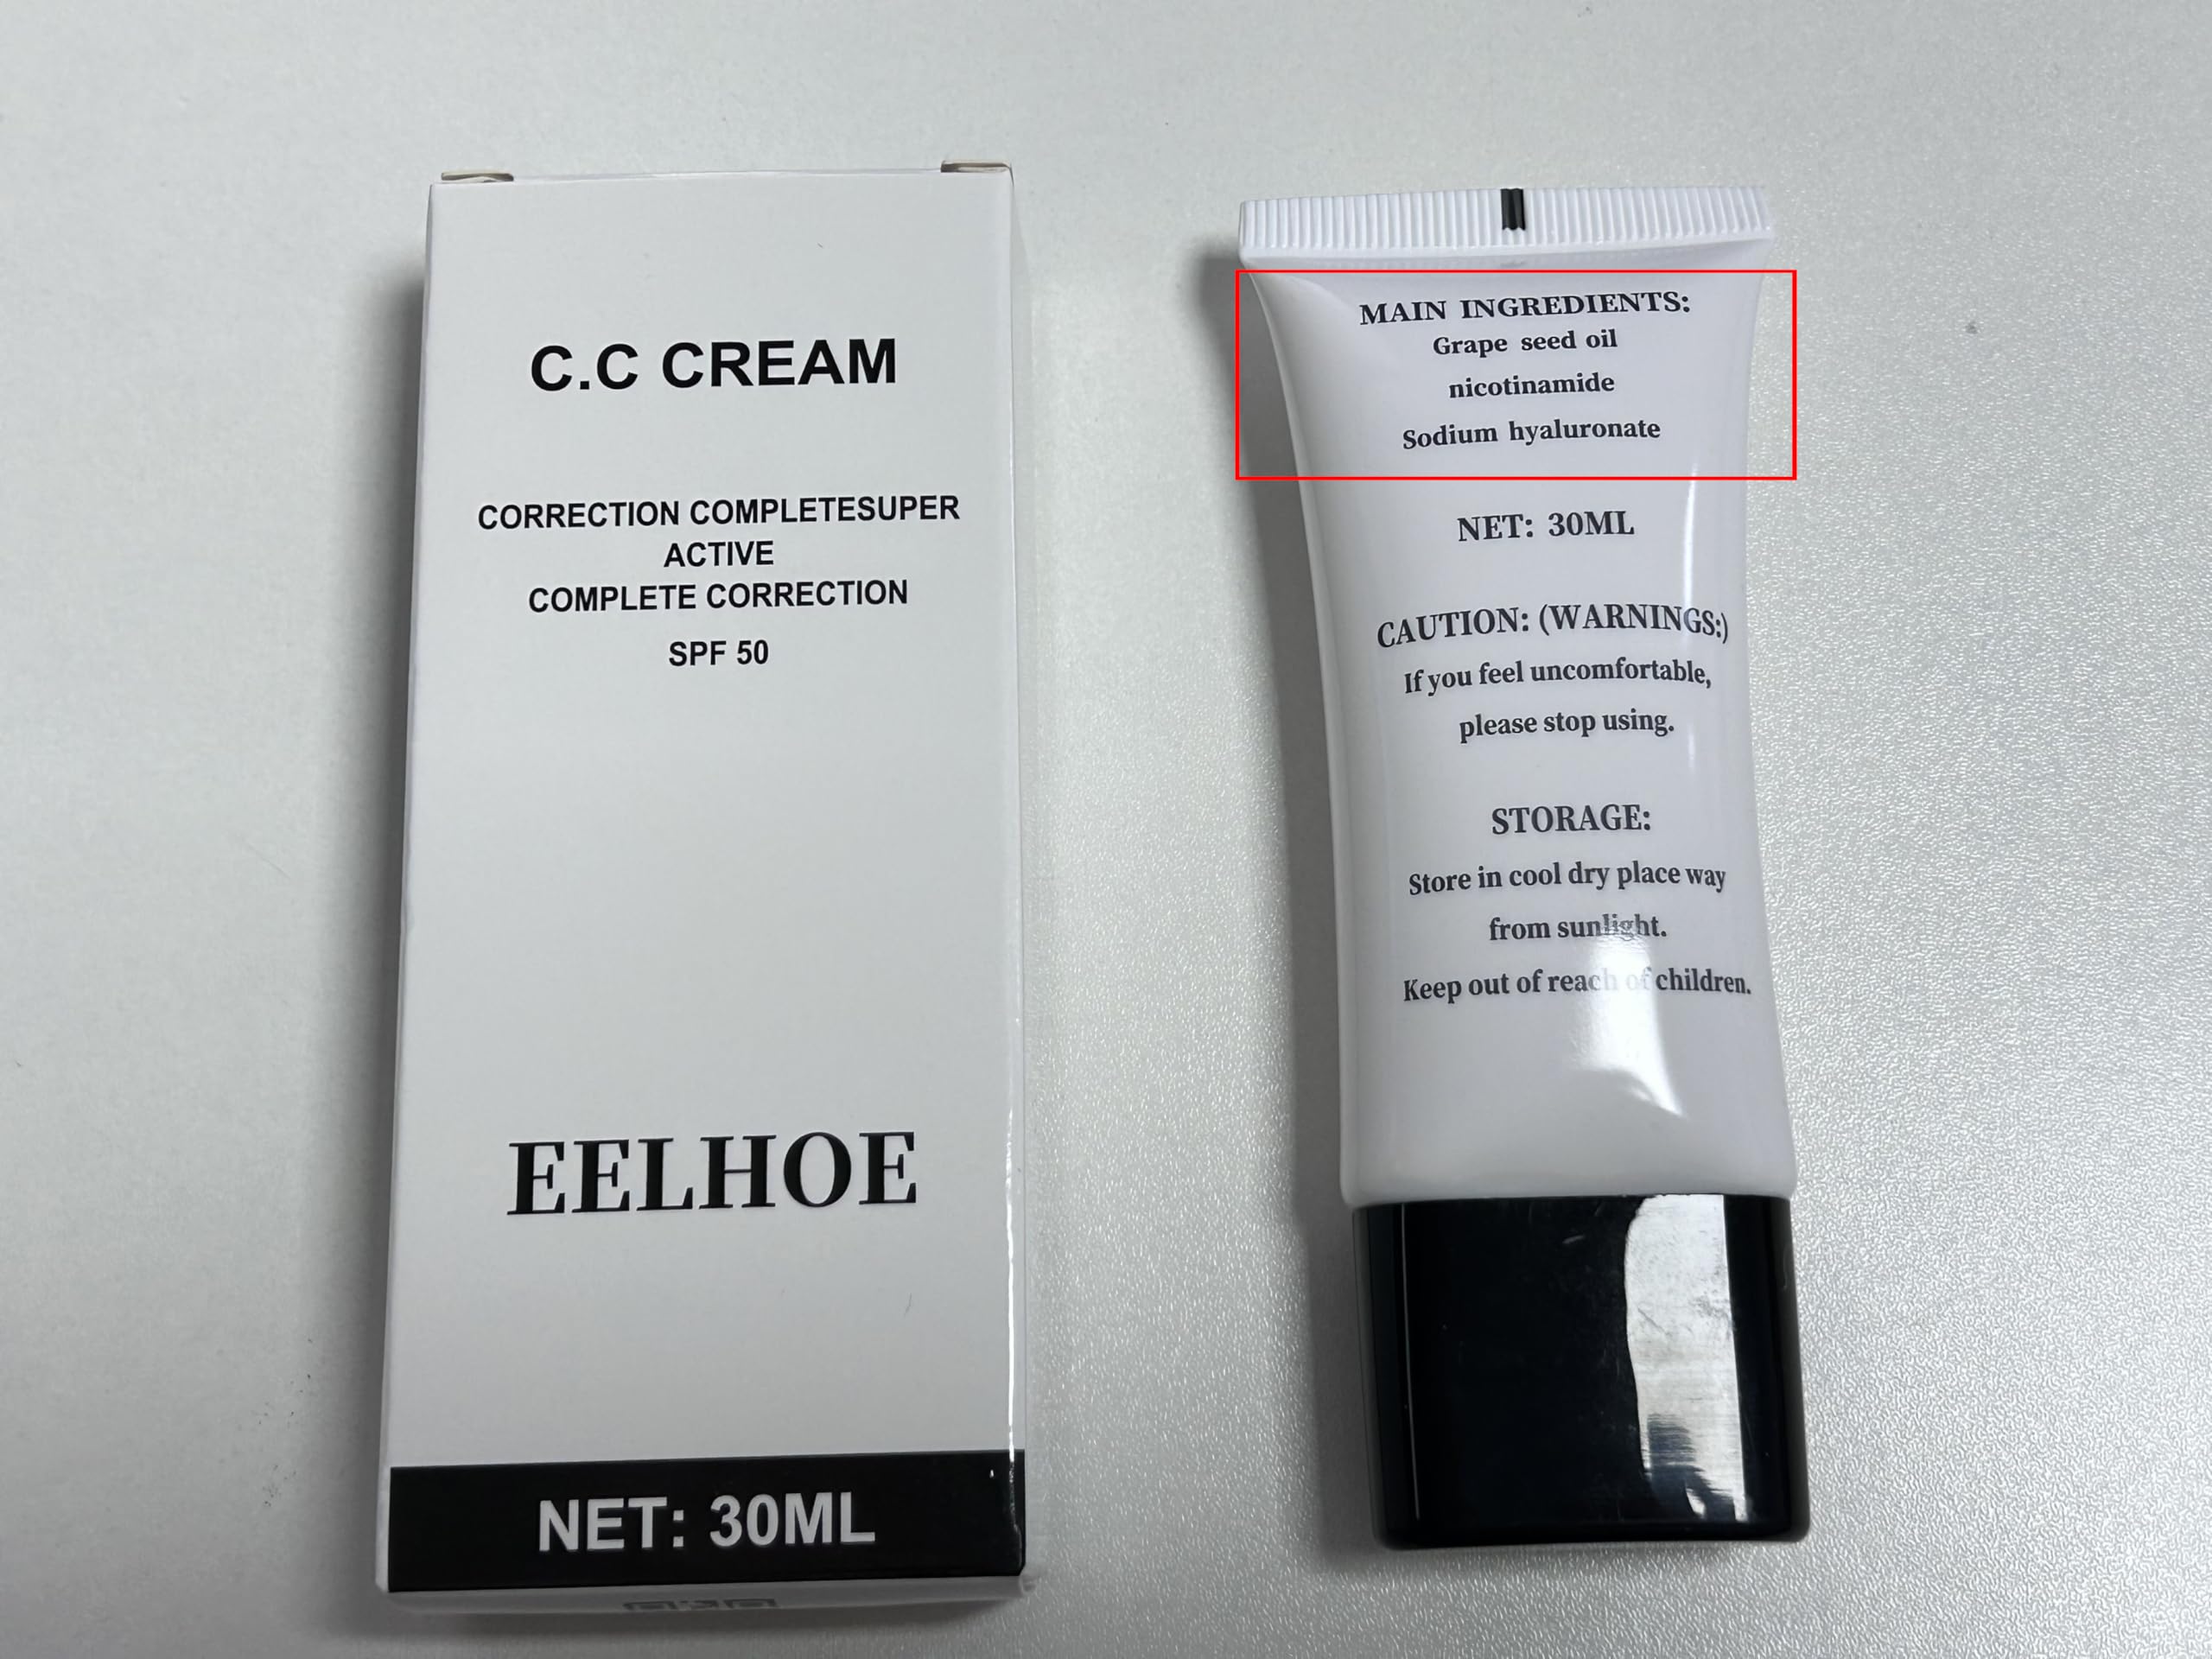 C.C CREAM
CORRECTION COMPLETESUPER
ACTIVE
COMPLETE CORRECTION
SPF 50
EELHOE
NET: 30ML
MAIN INGREDIENTS:
Grape seed oil
nicotinamide
Sodium hyaluronate
NET: 30ML
CAUTION: (WARNINGS:)
If you feel uncomfortable,
please stop using.
STORAGE:
Store in cool dry place way
from sunlight.
Keep out of reach of children.